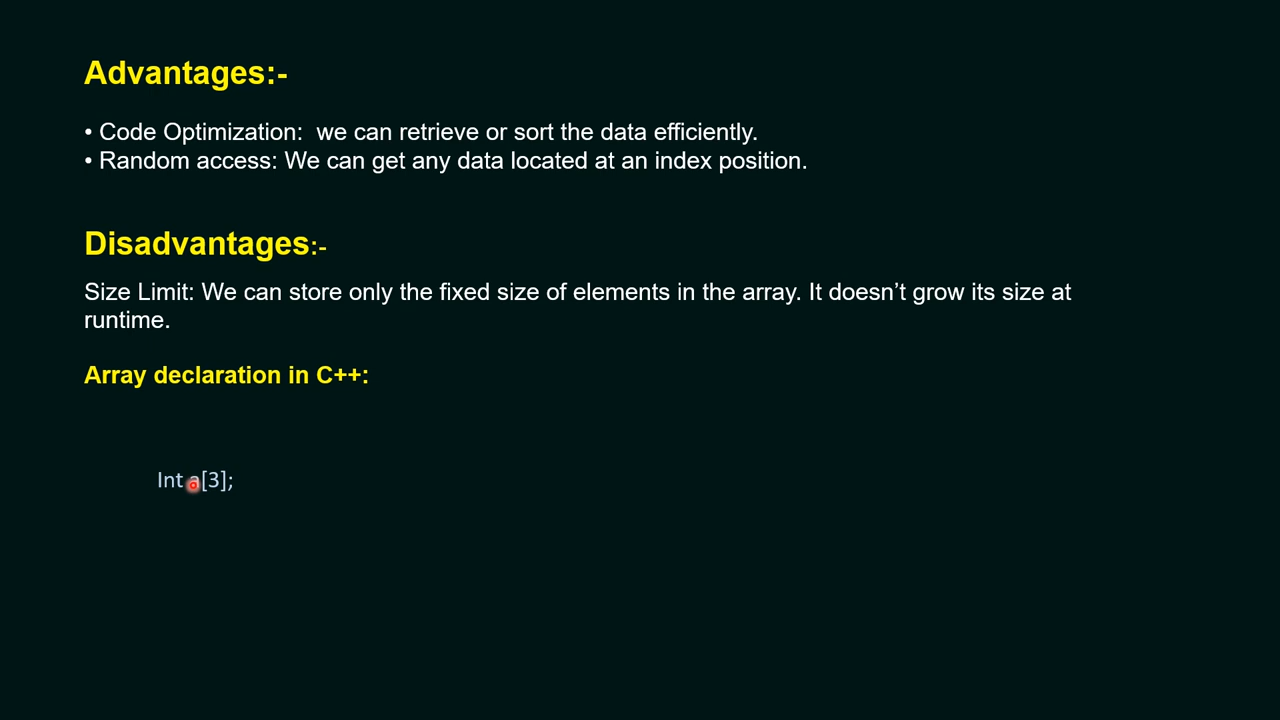 Advantages:-
• Code Optimization:  we can retrieve or sort the data efficiently.
• Random access: We can get any data located at an index position.
Disadvantages:-
Size Limit: We can store only the fixed size of elements in the array. It doesn’t grow its size at
runtime.
Array declaration in C++:
Int a[3];